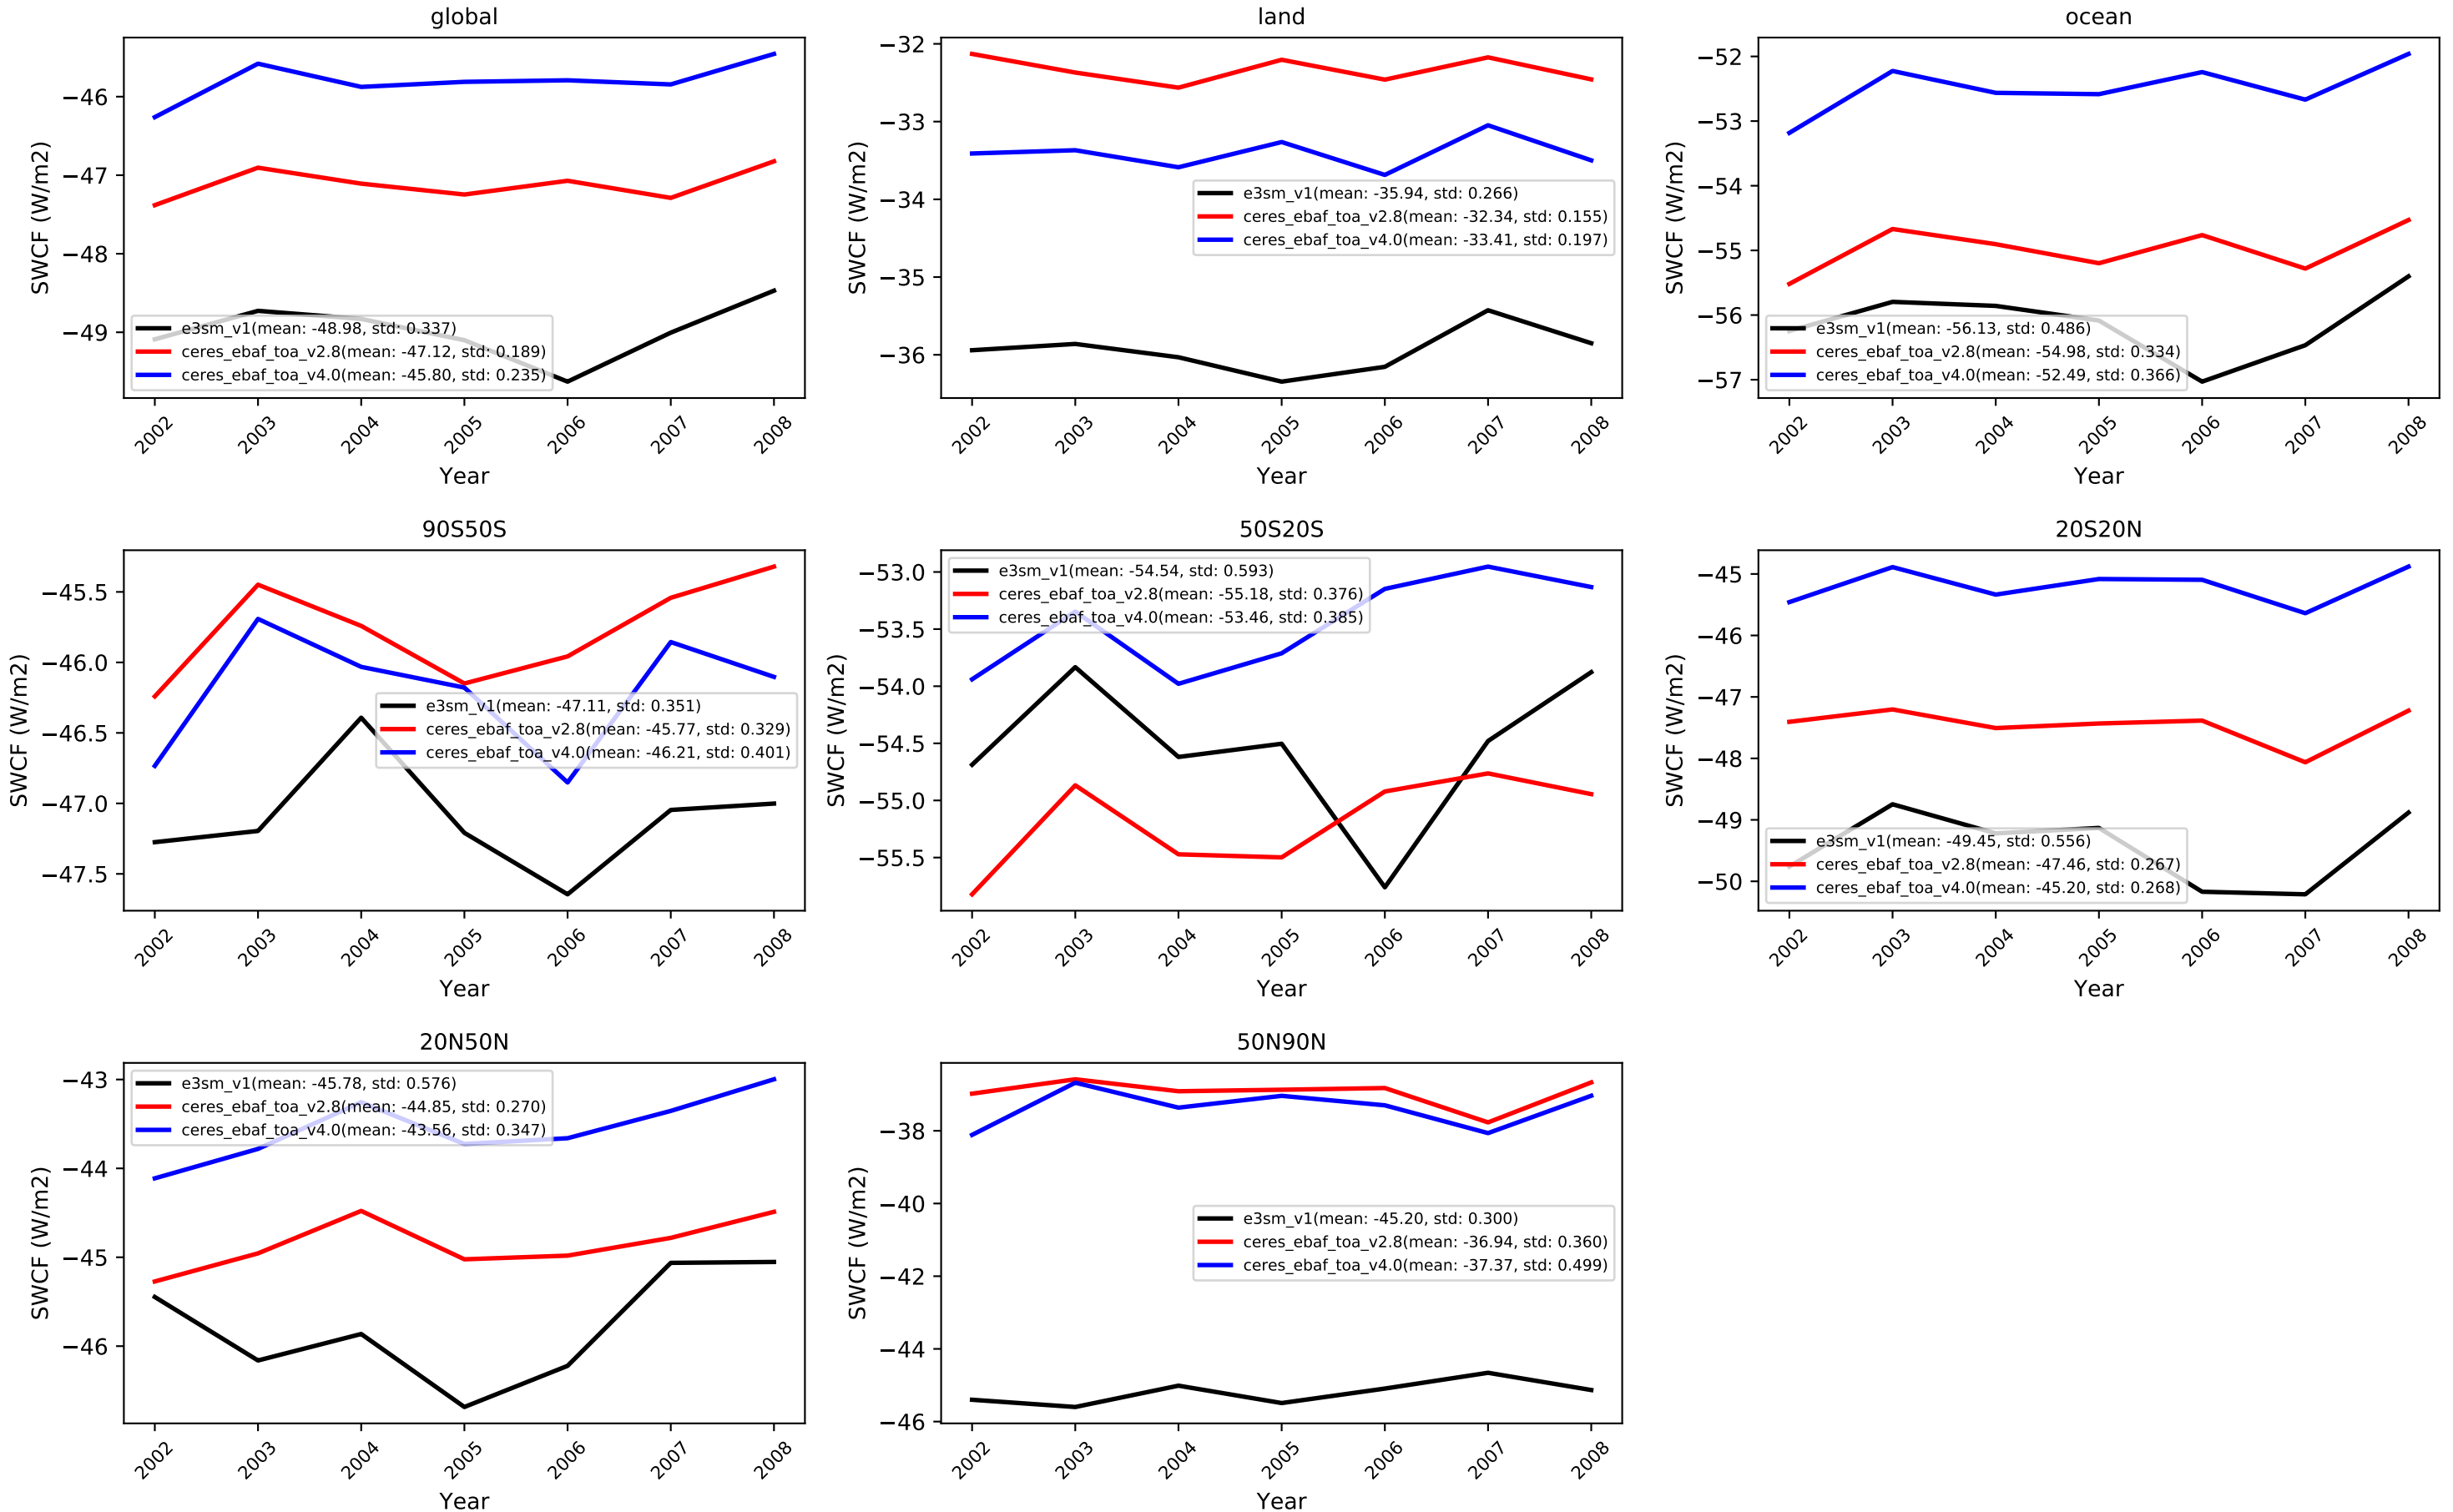 global
SWCF (W/m2)
−46
−47
−48
−49
e3sm_v1(mean: -48.98, std: 0.337)
ceres_ebaf_toa_v2.8(mean: -47.12, std: 0.189)
ceres_ebaf_toa_v4.0(mean: -45.80, std: 0.235)
2002
2003
2004
2005
2006
2007
2008
Year
land
SWCF (W/m2)
−32
−33
−34
−35
−36
e3sm_v1(mean: -35.94, std: 0.266)
ceres_ebaf_toa_v2.8(mean: -32.34, std: 0.155)
ceres_ebaf_toa_v4.0(mean: -33.41, std: 0.197)
2002
2003
2004
2005
2006
2007
2008
Year
ocean
SWCF (W/m2)
−52
−53
−54
−55
−56
−57
e3sm_v1(mean: -56.13, std: 0.486)
ceres_ebaf_toa_v2.8(mean: -54.98, std: 0.334)
ceres_ebaf_toa_v4.0(mean: -52.49, std: 0.366)
2002
2003
2004
2005
2006
2007
2008
Year
90S50S
SWCF (W/m2)
−45.5
−46.0
−46.5
−47.0
−47.5
e3sm_v1(mean: -47.11, std: 0.351)
ceres_ebaf_toa_v2.8(mean: -45.77, std: 0.329)
ceres_ebaf_toa_v4.0(mean: -46.21, std: 0.401)
2002
2003
2004
2005
2006
2007
2008
Year
50S20S
SWCF (W/m2)
−53.0
−53.5
−54.0
−54.5
−55.0
−55.5
e3sm_v1(mean: -54.54, std: 0.593)
ceres_ebaf_toa_v2.8(mean: -55.18, std: 0.376)
ceres_ebaf_toa_v4.0(mean: -53.46, std: 0.385)
2002
2003
2004
2005
2006
2007
2008
Year
20S20N
SWCF (W/m2)
−45
−46
−47
−48
−49
−50
e3sm_v1(mean: -49.45, std: 0.556)
ceres_ebaf_toa_v2.8(mean: -47.46, std: 0.267)
ceres_ebaf_toa_v4.0(mean: -45.20, std: 0.268)
2002
2003
2004
2005
2006
2007
2008
Year
20N50N
SWCF (W/m2)
−43
−44
−45
−46
e3sm_v1(mean: -45.78, std: 0.576)
ceres_ebaf_toa_v2.8(mean: -44.85, std: 0.270)
ceres_ebaf_toa_v4.0(mean: -43.56, std: 0.347)
2002
2003
2004
2005
2006
2007
2008
Year
50N90N
SWCF (W/m2)
−38
−40
−42
−44
−46
e3sm_v1(mean: -45.20, std: 0.300)
ceres_ebaf_toa_v2.8(mean: -36.94, std: 0.360)
ceres_ebaf_toa_v4.0(mean: -37.37, std: 0.499)
2002
2003
2004
2005
2006
2007
2008
Year